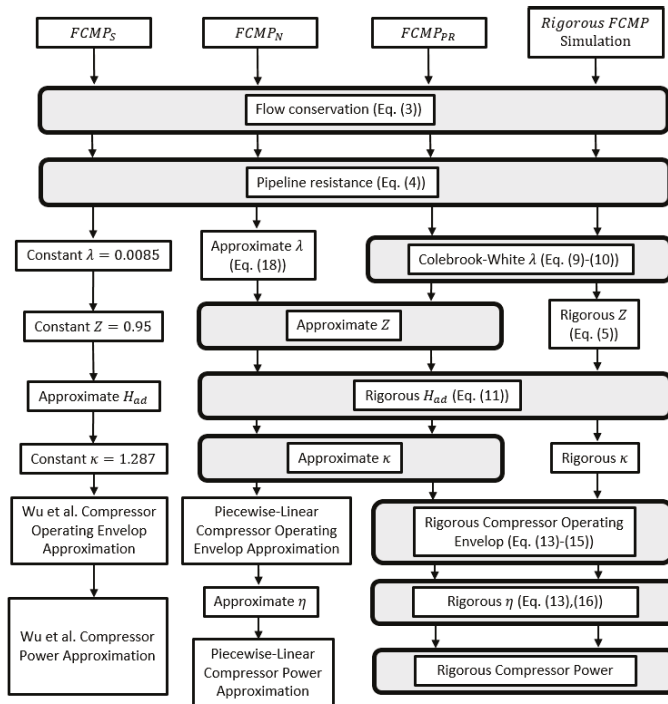 FCMP_S
FCMP_N
FCMP_PR
Rigorous FCMP
Simulation
Flow conservation (Eq. (3))
Pipeline resistance (Eq. (4))
Constant λ = 0.0085
Approximate λ
(Eq. (18))
Colebrook-White λ (Eq. (9)-(10))
Constant Z = 0.95
Approximate Z
Rigorous Z
(Eq. (5))
Approximate H_ad
Rigorous H_ad (Eq. (11))
Constant κ = 1.287
Approximate κ
Rigorous κ
Wu et al. Compressor
Operating Envelop
Approximation
Piecewise-Linear
Compressor Operating
Envelop Approximation
Rigorous Compressor Operating
Envelop (Eq. (13)-(15))
Approximate η
Rigorous η (Eq. (13),(16))
Wu et al. Compressor
Power Approximation
Piecewise-Linear
Compressor Power
Approximation
Rigorous Compressor Power